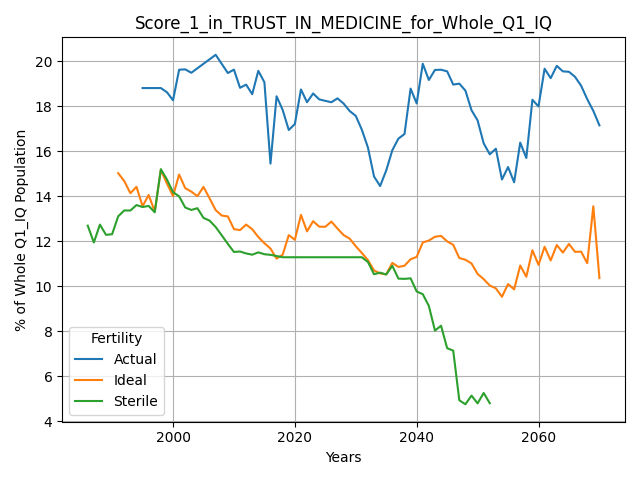 Score_1_in_TRUST_IN_MEDICINE_for_Whole_Q1_IQ
% of Whole Q1_IQ Population
20
18
16
14
12
10
8
6
4
Fertility
Actual
Ideal
Sterile
2000
2020
2040
2060
Years